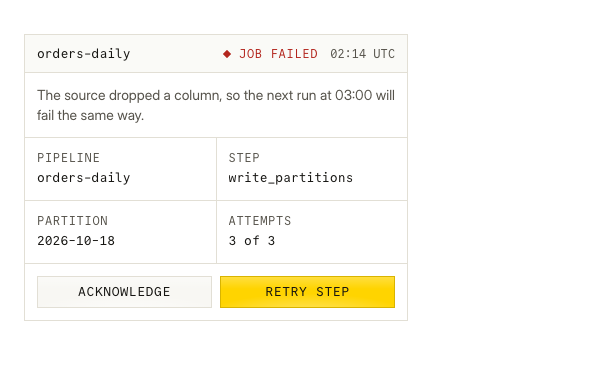 orders-daily ◆ JOB FAILED 02:14 UTC
The source dropped a column, so the next run at 03:00 will
fail the same way.
PIPELINE STEP
orders-daily write_partitions
PARTITION ATTEMPTS
2026-10-18 3 of 3
ACKNOWLEDGE RETRY STEP